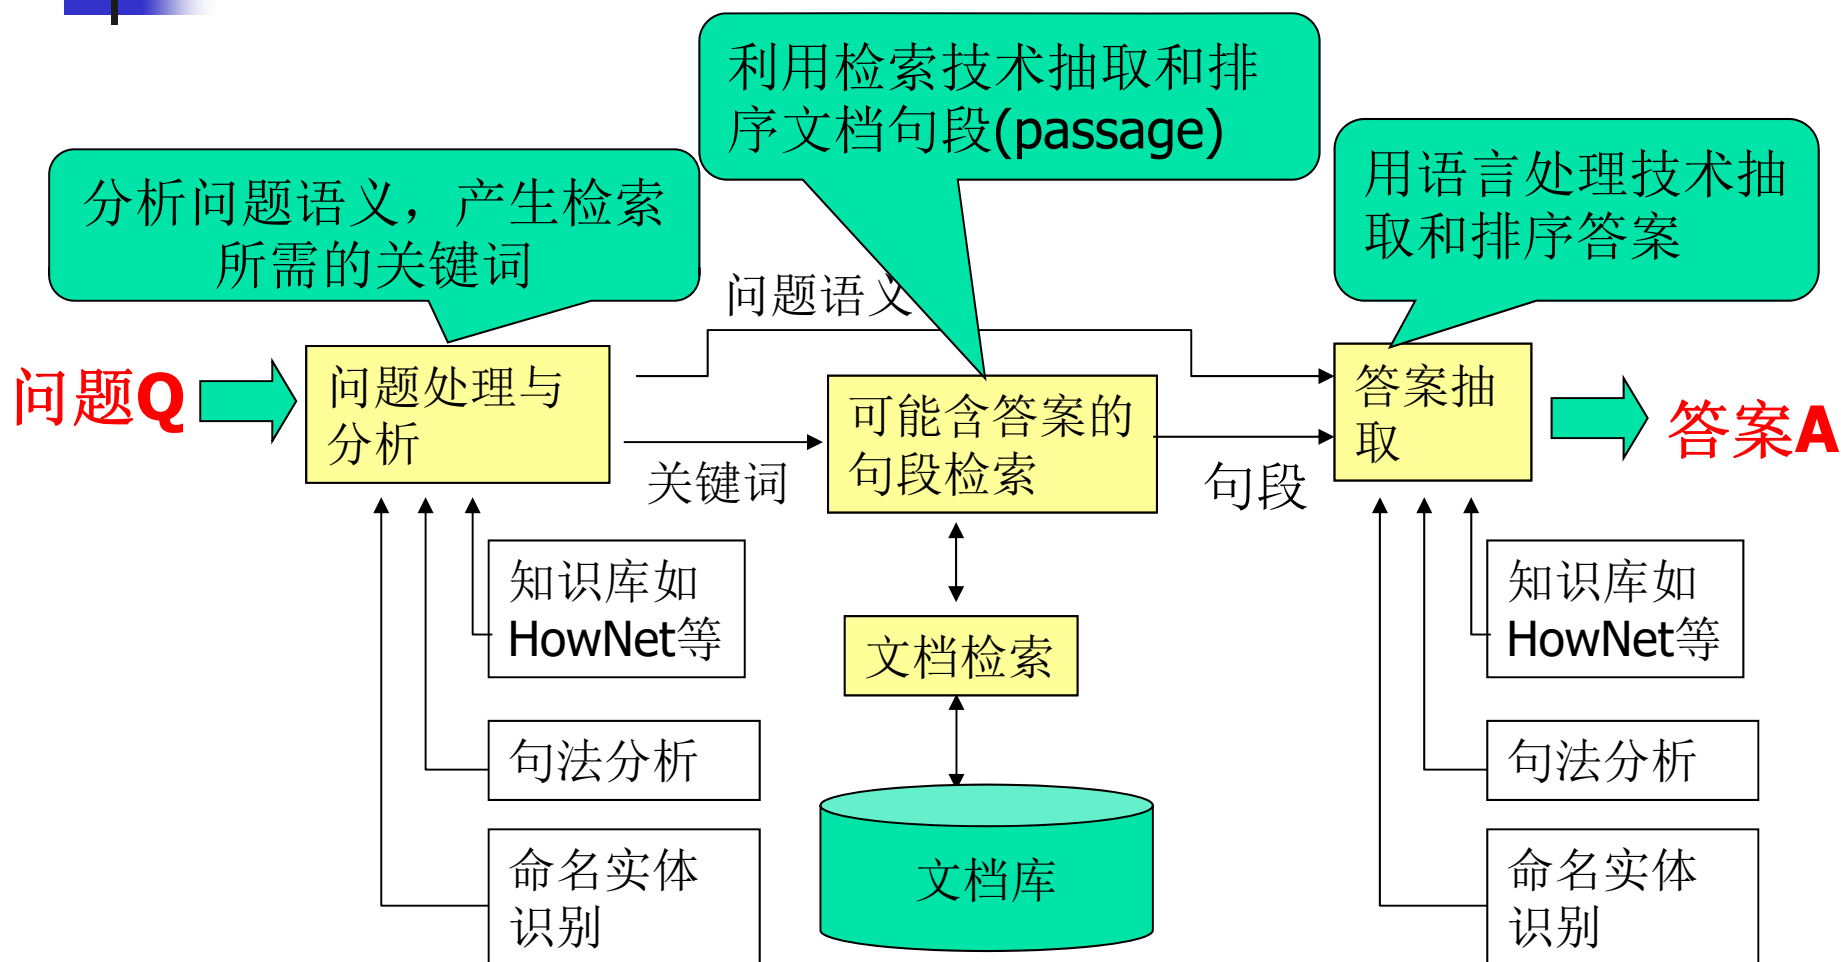 利用检索技术抽取和排
序文档句段(passage)
分析问题语义，产生检索
所需的关键词
用语言处理技术抽
取和排序答案
问题语义
问题Q
问题处理与
分析
关键词
可能含答案的
句段检索
句段
答案抽
取
答案A
知识库如
HowNet等
句法分析
命名实体
识别
文档检索
文档库
知识库如
HowNet等
句法分析
命名实体
识别